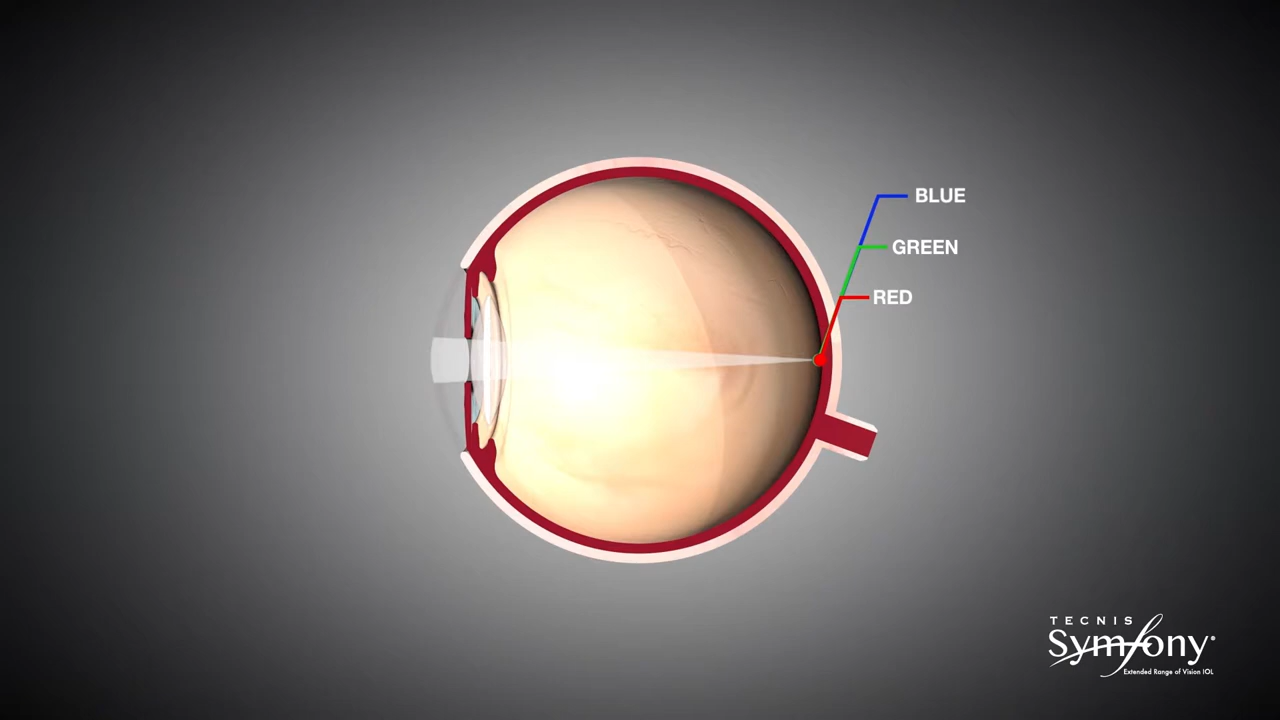 BLUE
GREEN
RED
TECNIS
Symfony®
Extended Range of Vision IOL